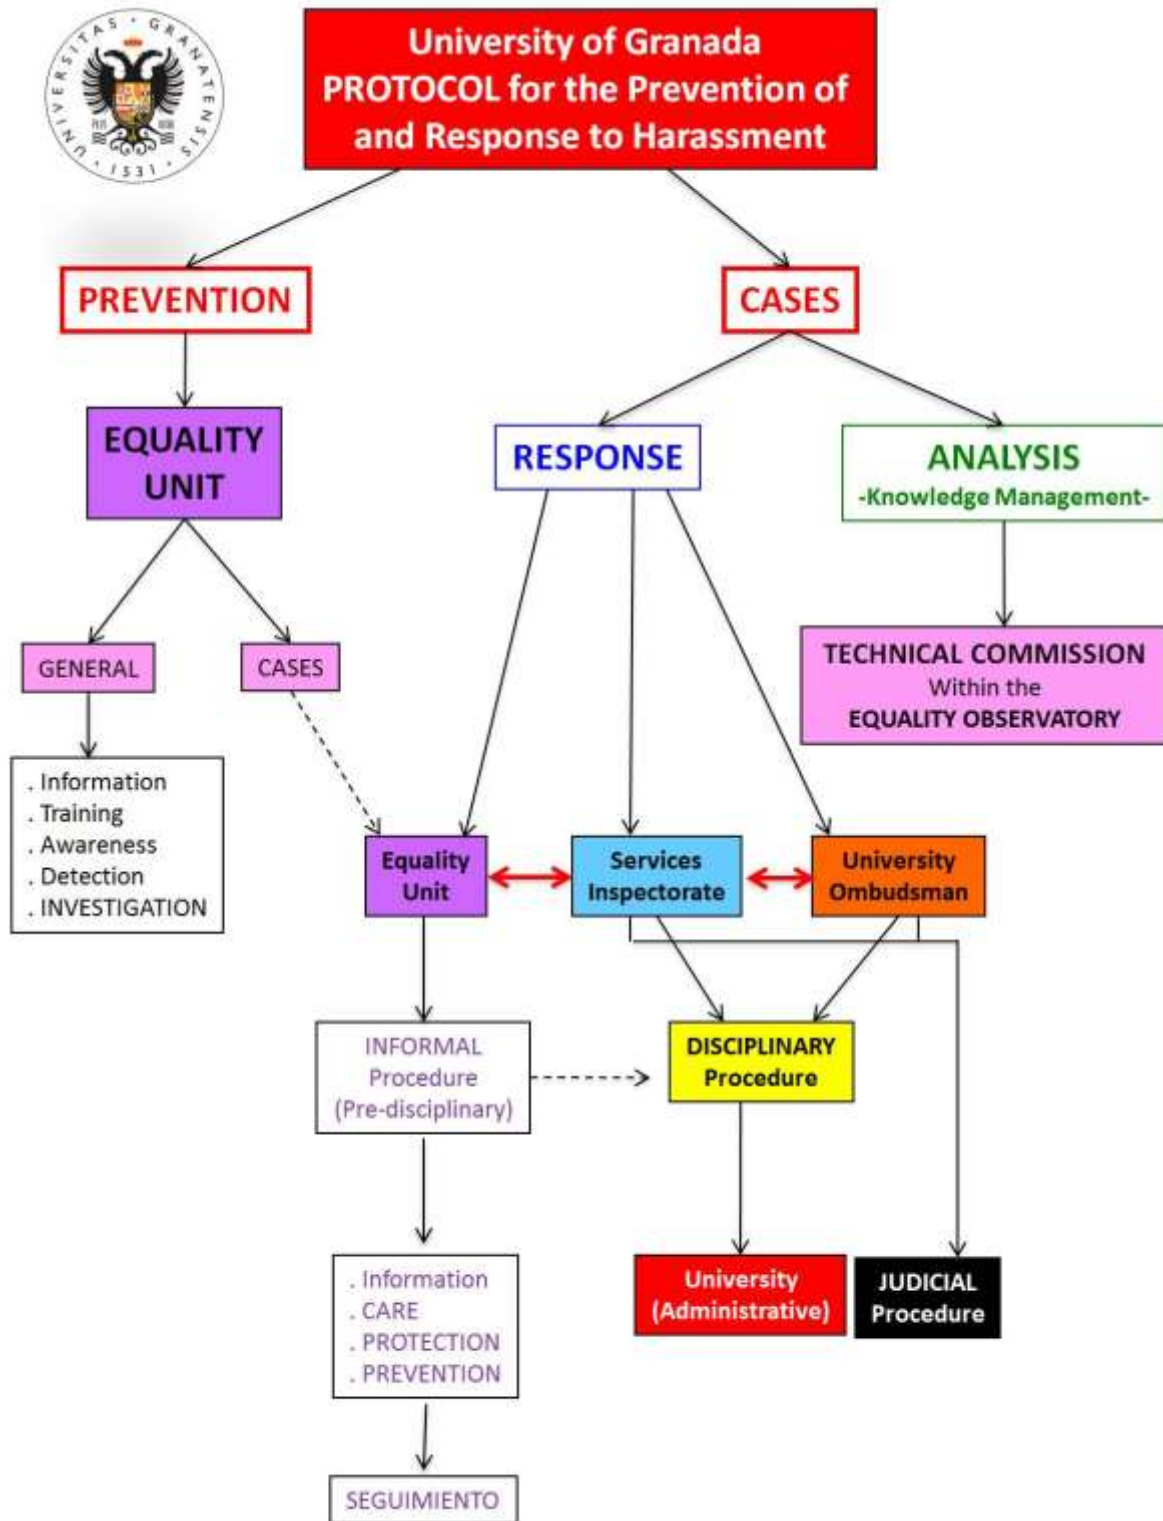 UNIVERSITAS · GRANATENSIS · 1531 ·
University of Granada
PROTOCOL for the Prevention of
and Response to Harassment
PREVENTION
CASES
EQUALITY
UNIT
RESPONSE
ANALYSIS
-Knowledge Management-
GENERAL
CASES
TECHNICAL COMMISSION
Within the
EQUALITY OBSERVATORY
. Information
. Training
. Awareness
. Detection
. INVESTIGATION
Equality
Unit
Services
Inspectorate
University
Ombudsman
INFORMAL
Procedure
(Pre-disciplinary)
DISCIPLINARY
Procedure
. Information
. CARE
. PROTECTION
. PREVENTION
University
(Administrative)
JUDICIAL
Procedure
SEGUIMIENTO